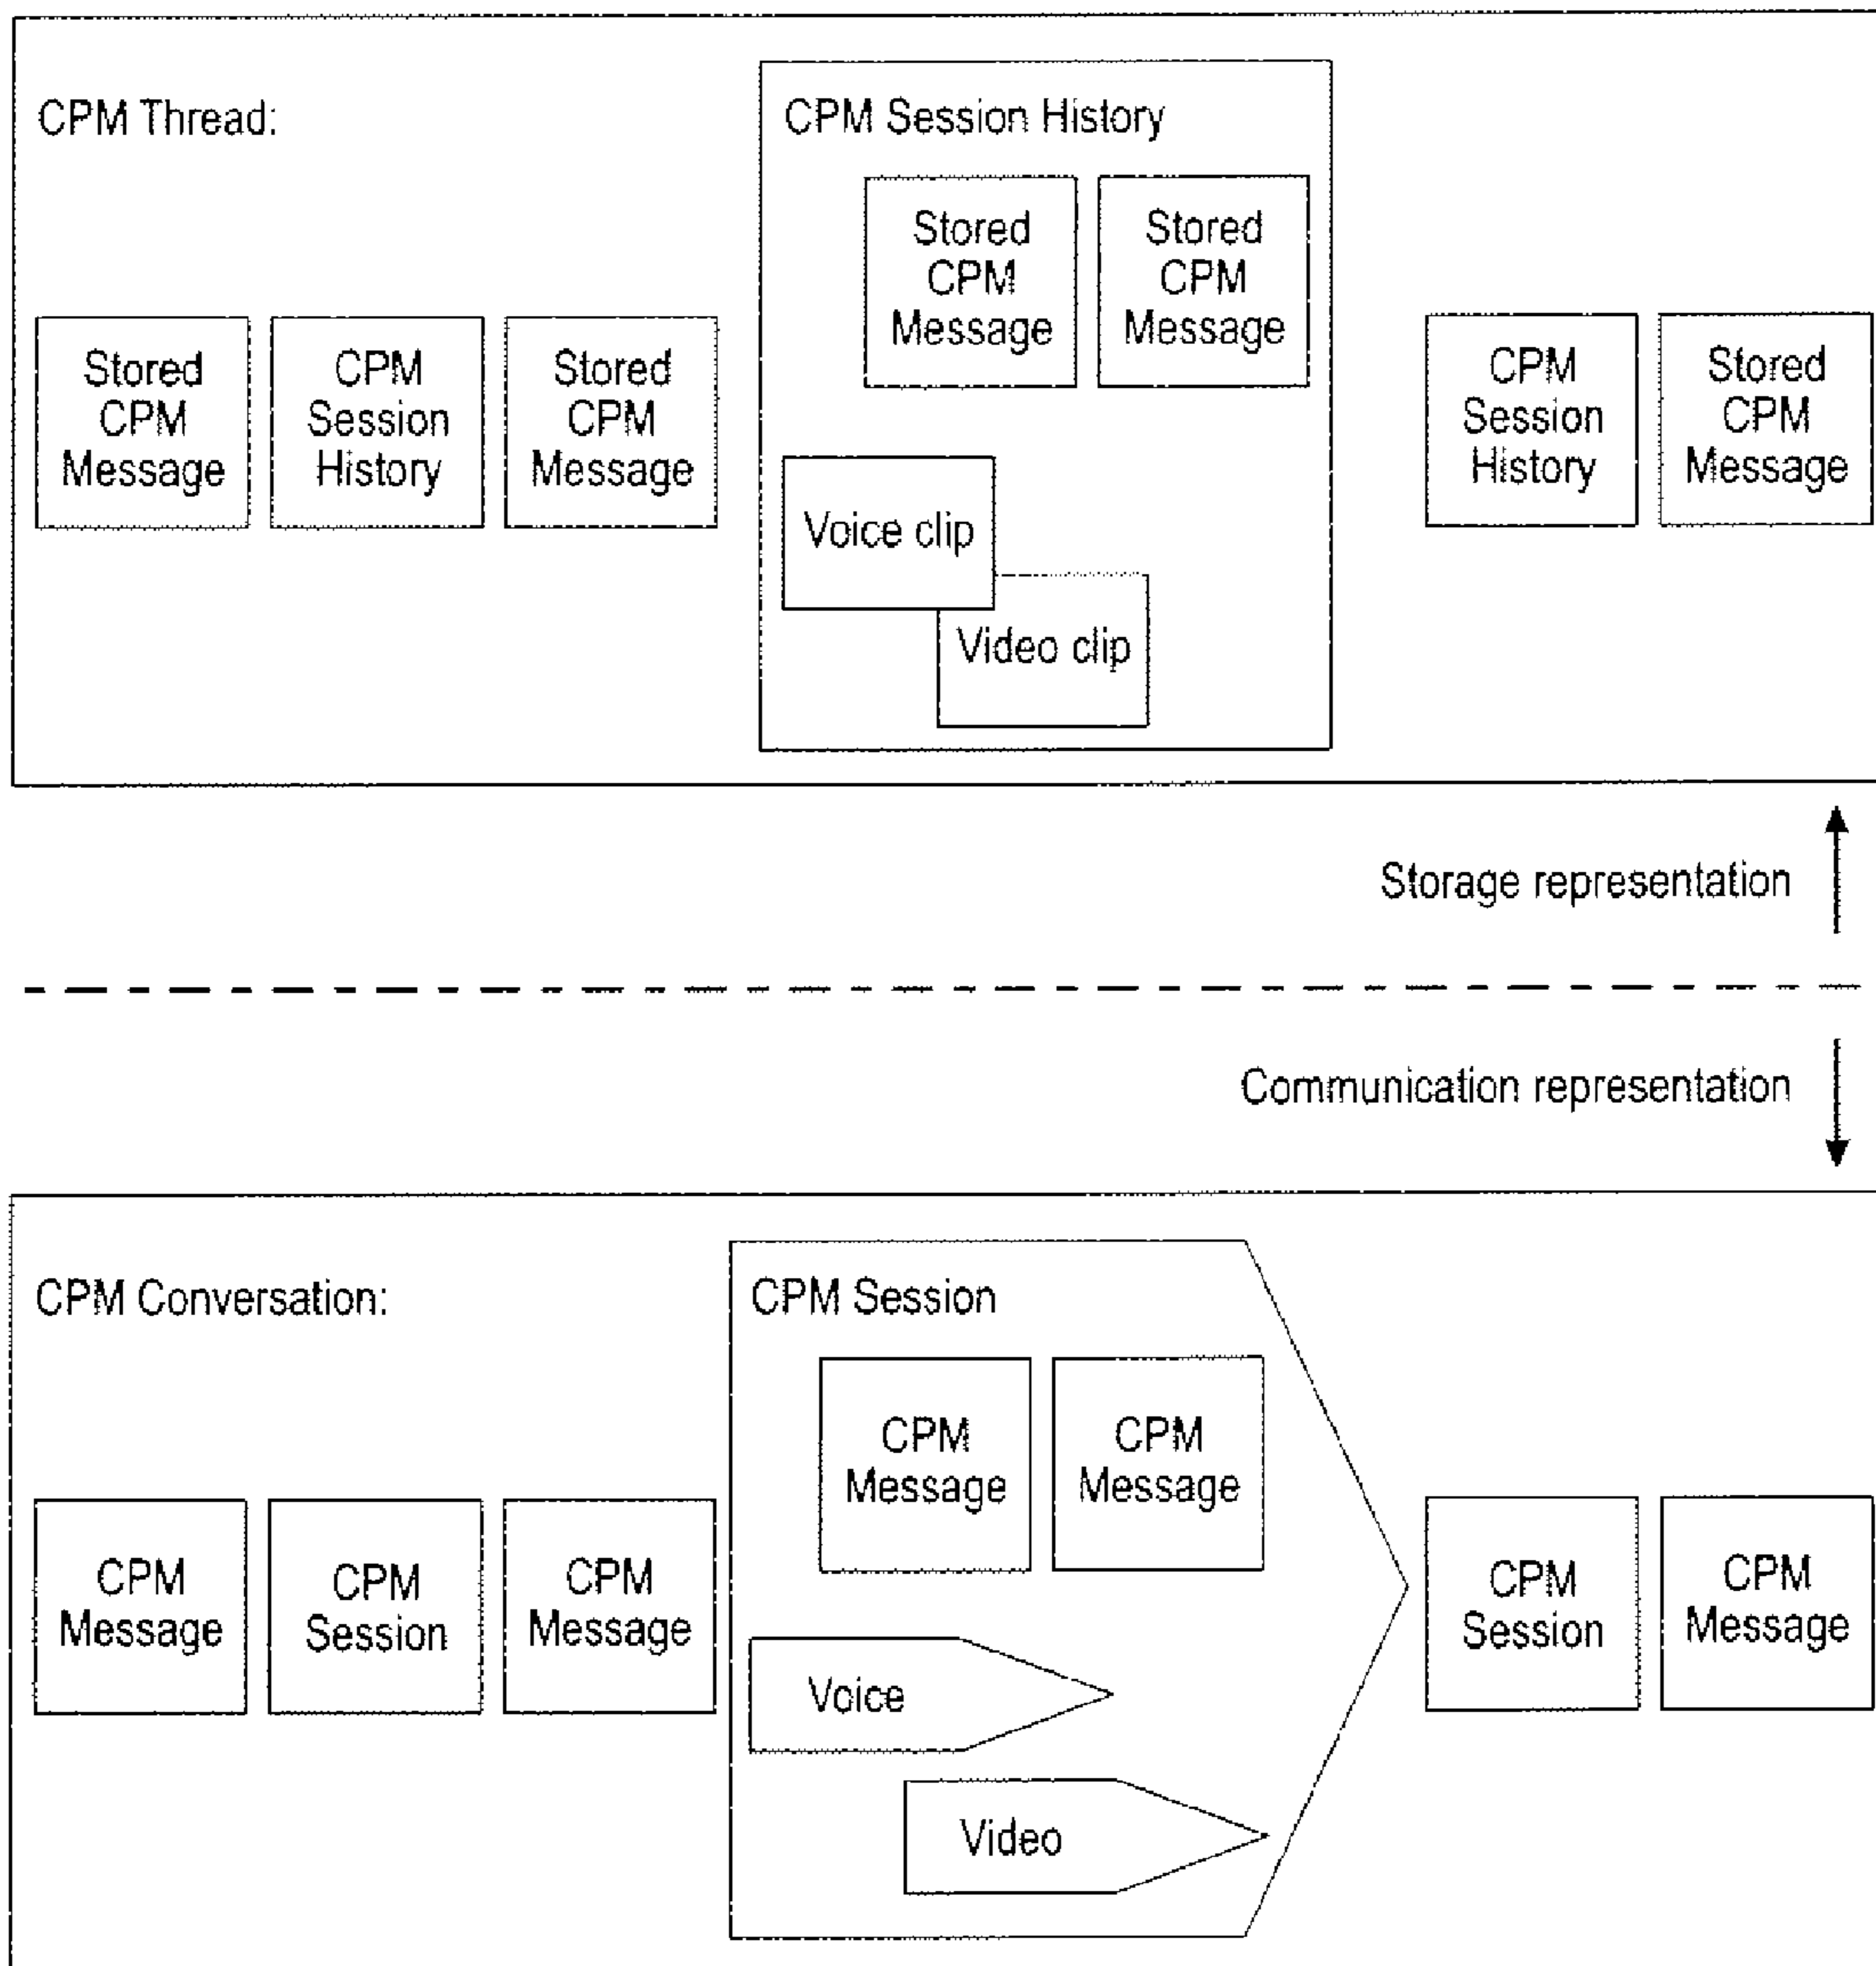 CPM Thread:
CPM Session History
Stored
CPM
Message
Stored
CPM
Message
Stored
CPM
Message
CPM
Session
History
Stored
CPM
Message
Voice clip
Video clip
CPM
Session
History
Stored
CPM
Message
Storage representation
Communication representation
CPM Conversation:
CPM Session
CPM
Message
CPM
Message
CPM
Message
CPM
Session
CPM
Message
Voice
Video
CPM
Session
CPM
Message